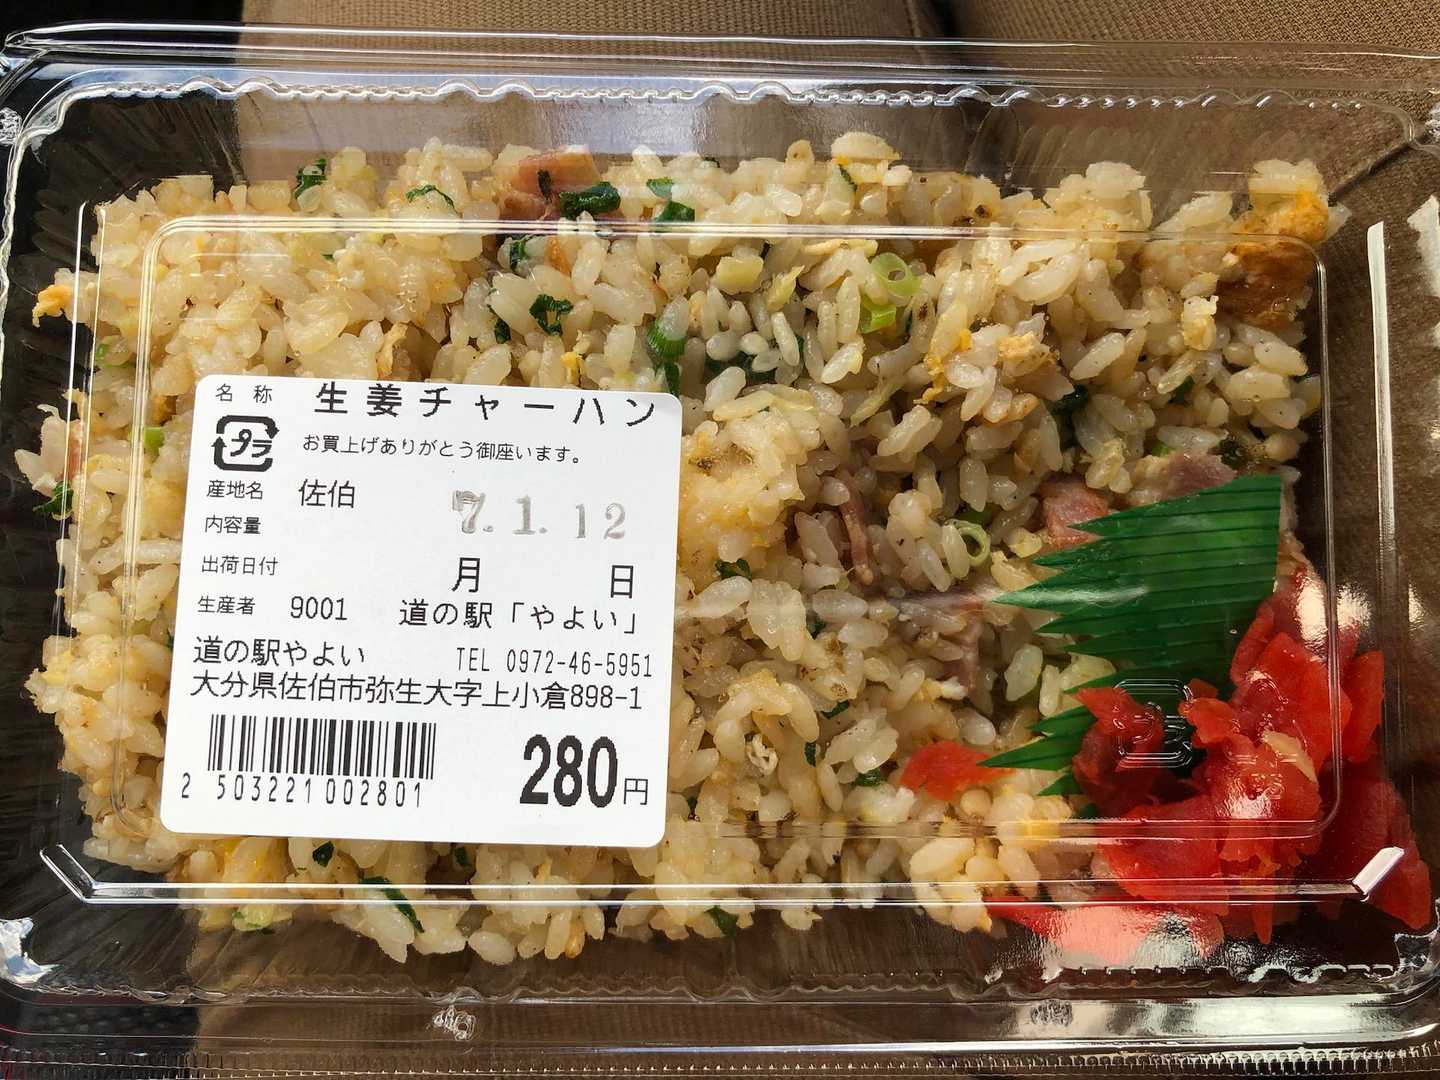 名 称 生姜チャーハン
プラ お買上げありがとう御座います。
産地名 佐伯
7. 1. 12
内容量
出荷日付 月 日
生産者 9001 道の駅「やよい」
道の駅やよい TEL 0972-46-5951
大分県佐伯市弥生大字上小倉898-1
280円
2 503221 002801